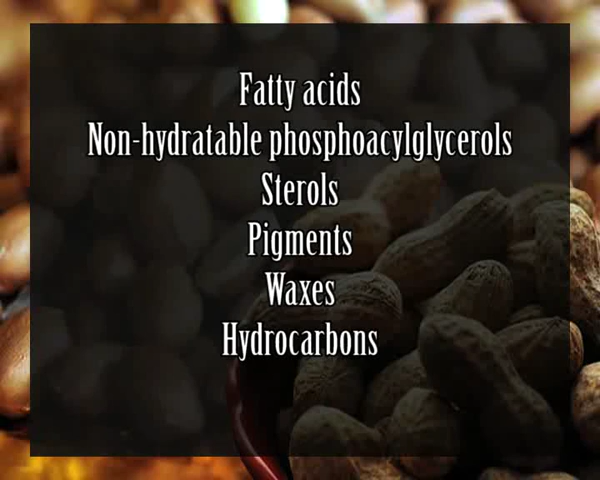 Fatty acids
Non-hydratable phosphoacylglycerols
Sterols
Pigments
Waxes
Hydrocarbons